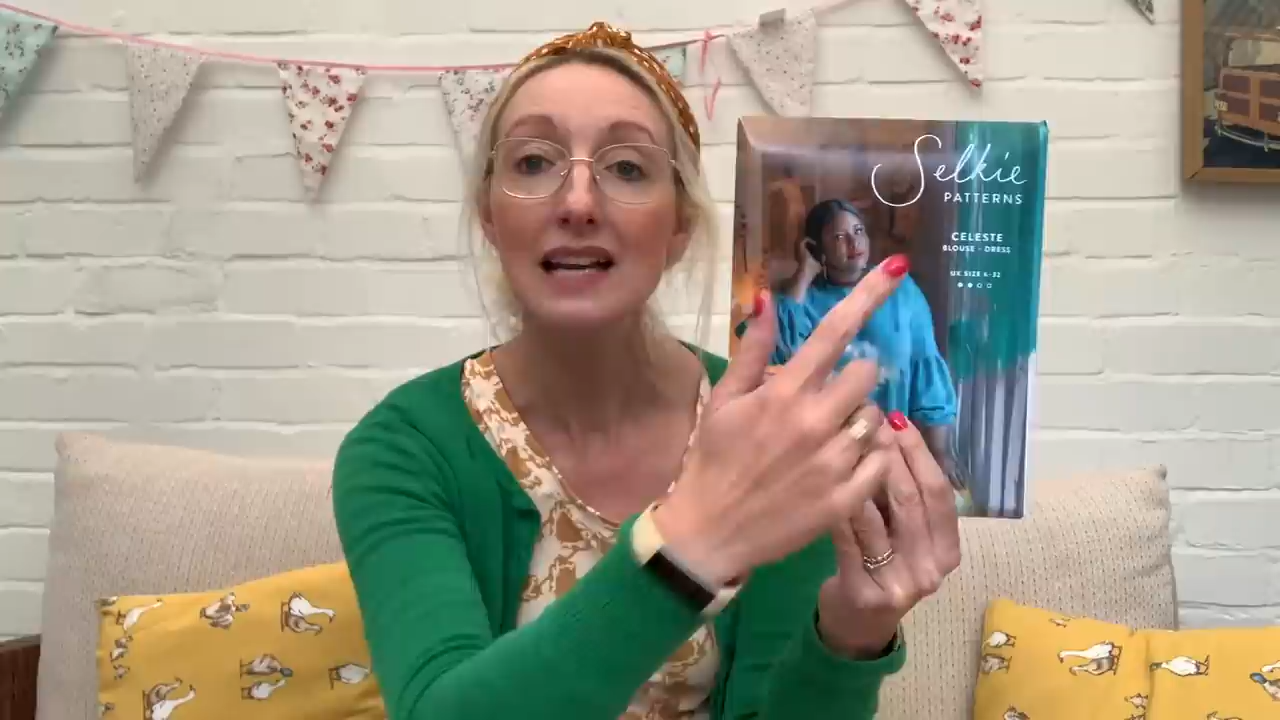 Selkie
PATTERNS
CELESTE
BLOUSE - DRESS
UK SIZE 6-32